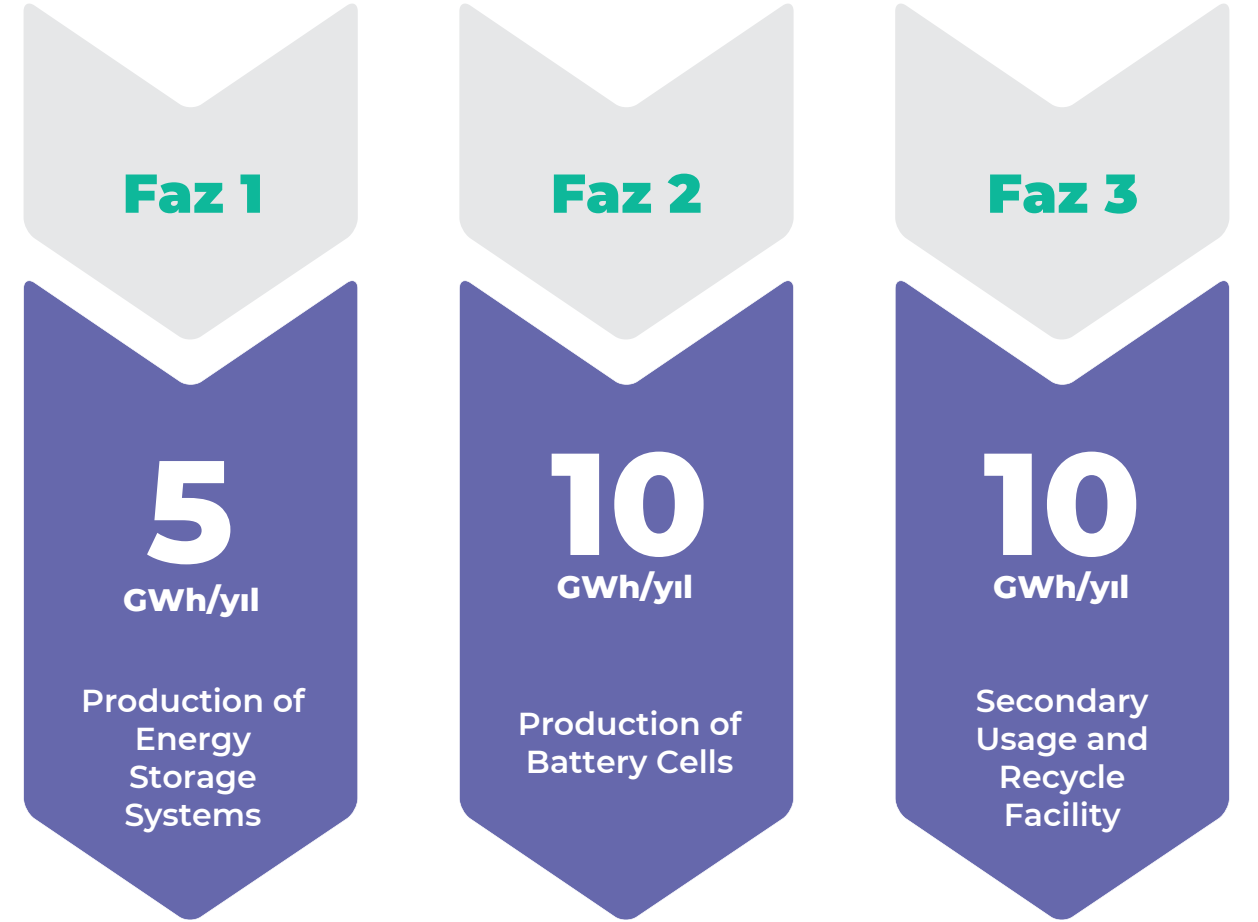 Faz 1
5
GWh/yıl
Production of
Energy
Storage
Systems
Faz 2
10
GWh/yıl
Production of
Battery Cells
Faz 3
10
GWh/yıl
Secondary
Usage and
Recycle
Facility